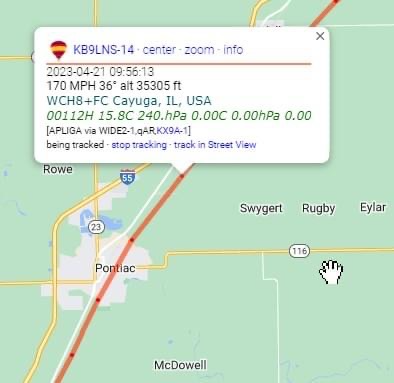 KB9LNS-14 · center · zoom · info
2023-04-21 09:56:13
170 MPH 36° alt 35305 ft
WCH8+FC Cayuga, IL, USA
00112H 15.8C 240.hPa 0.00C 0.00hPa 0.00
[APLIGA via WIDE2-1,qAR,KX9A-1]
being tracked · stop tracking · track in Street View
Rowe
55
Swygert
Rugby
Eylar
23
116
Pontiac
McDowell